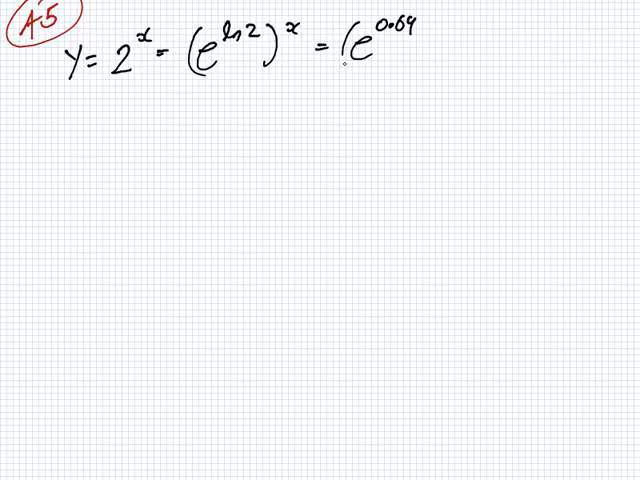 A5
y = 2^x = (e^ln2)^x = (e^0.69